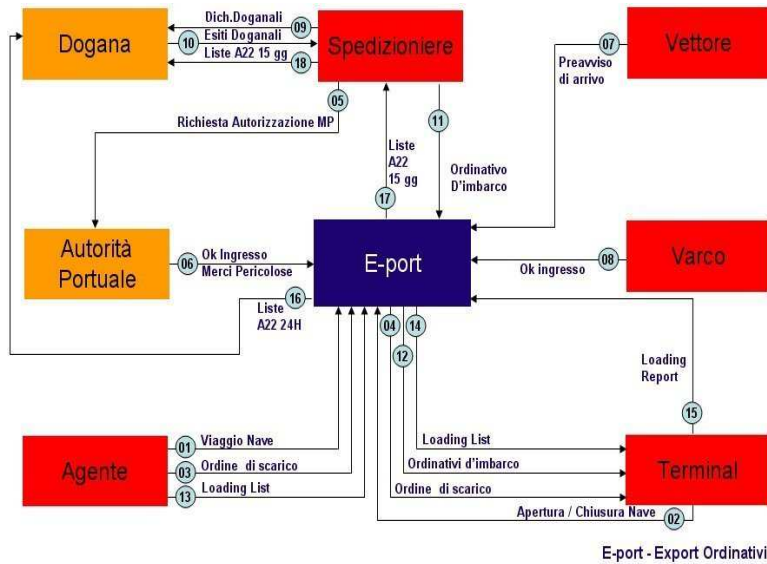 Dich.Doganali
09
Dogana
10
Esiti Doganali
Spedizioniere
07
Vettore
Liste A22 15 gg
18
Preavviso
di arrivo
05
Richiesta Autorizzazione MP
11
Liste
A22
15 gg
Ordinativo
D'imbarco
17
Autorità
Portuale
06
Ok Ingresso
Merci Pericolose
E-port
08
Ok ingresso
Varco
16
Liste
A22 24H
04
14
12
Loading
Report
15
Agente
01
Viaggio Nave
03
Ordine di scarico
13
Loading List
Loading List
Ordinativi d'imbarco
Ordine di scarico
Terminal
Apertura / Chiusura Nave
02
E-port - Export Ordinativi